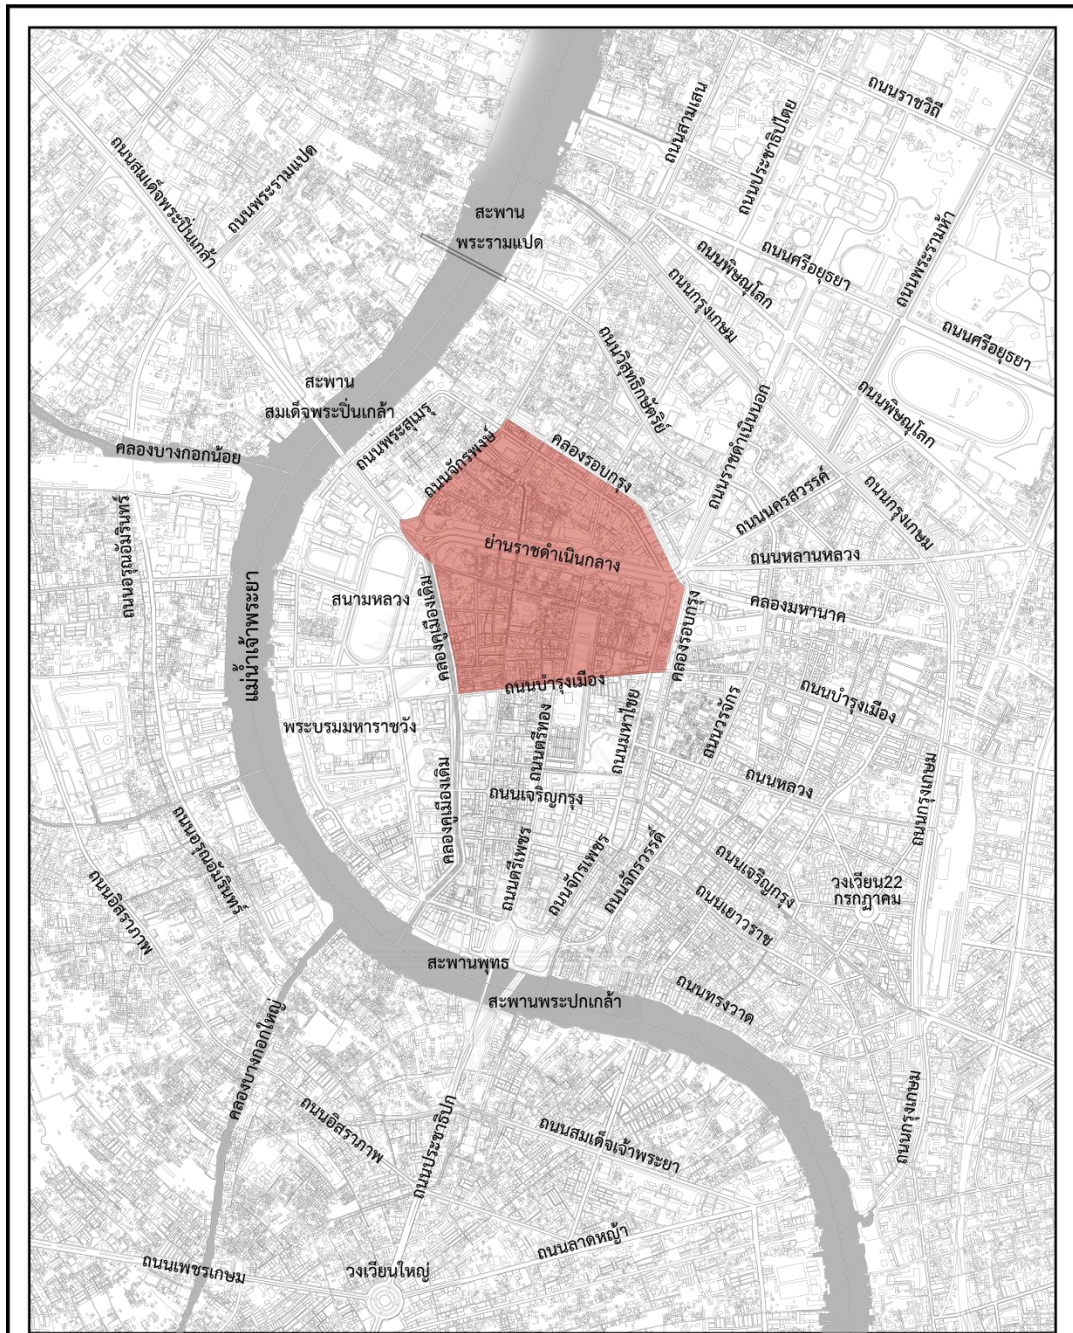 ถนนราชวิถี
ถนนสามเสน
ถนนประชาธิปไตย
ถนนสมเด็จพระปิ่นเกล้า
ถนนพระรามแปด
สะพาน
พระรามแปด
ถนนพระรามห้า
ถนนศรีอยุธยา
ถนนพิษณุโลก
ถนนกรุงเกษม
ถนนศรีอยุธยา
ถนนวิสุทธิกษัตริย์
สะพาน
สมเด็จพระปิ่นเกล้า
ถนนพระสุเมรุ
ถนนราชดำเนินนอก
ถนนพิษณุโลก
คลองบางกอกน้อย
ถนนจักรพงษ์
คลองรอบกรุง
ถนนนครสวรรค์
ถนนกรุงเกษม
ถนนอรุณอัมรินทร์
ย่านราชดำเนินกลาง
ถนนหลานหลวง
สนามหลวง
คลองคูเมืองเดิม
คลองรอบกรุง
คลองมหานาค
แม่น้ำเจ้าพระยา
ถนนบำรุงเมือง
ถนนบำรุงเมือง
พระบรมมหาราชวัง
ถนนตรีทอง
ถนนมหาไชย
ถนนวรจักร
ถนนหลวง
ถนนกรุงเกษม
คลองคูเมืองเดิม
ถนนเจริญกรุง
ถนนอรุณอัมรินทร์
ถนนอิสราภาพ
ถนนตรีเพชร
ถนนจักรเพชร
ถนนจักรวรรดิ์
ถนนเจริญกรุง
ถนนเยาวราช
วงเวียน22
กรกฏาคม
สะพานพุทธ
สะพานพระปกเกล้า
ถนนทรงวาด
คลองบางกอกใหญ่
ถนนอิสราภาพ
ถนนประชาธิปก
ถนนสมเด็จเจ้าพระยา
ถนนกรุงเกษม
ถนนลาดหญ้า
ถนนเพชรเกษม
วงเวียนใหญ่